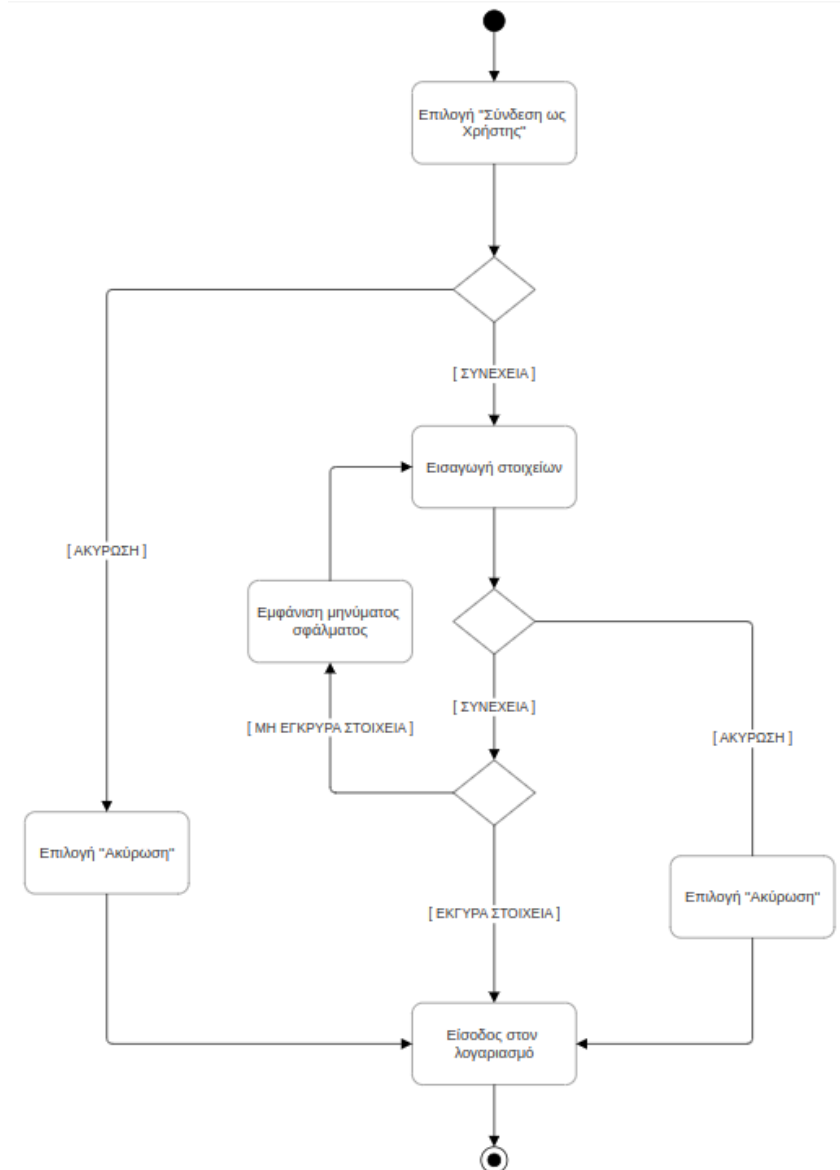 Επιλογή "Σύνδεση ως
Χρήστης"
[ ΣΥΝΕΧΕΙΑ ]
Εισαγωγή στοιχείων
[ ΑΚΥΡΩΣΗ ]
Εμφάνιση μηνύματος
σφάλματος
[ ΣΥΝΕΧΕΙΑ ]
[ ΜΗ ΕΓΚΡΥΡΑ ΣΤΟΙΧΕΙΑ ]
[ ΑΚΥΡΩΣΗ ]
Επιλογή "Ακύρωση"
Επιλογή "Ακύρωση"
[ ΕΚΓΥΡΑ ΣΤΟΙΧΕΙΑ ]
Είσοδος στον
λογαριασμό